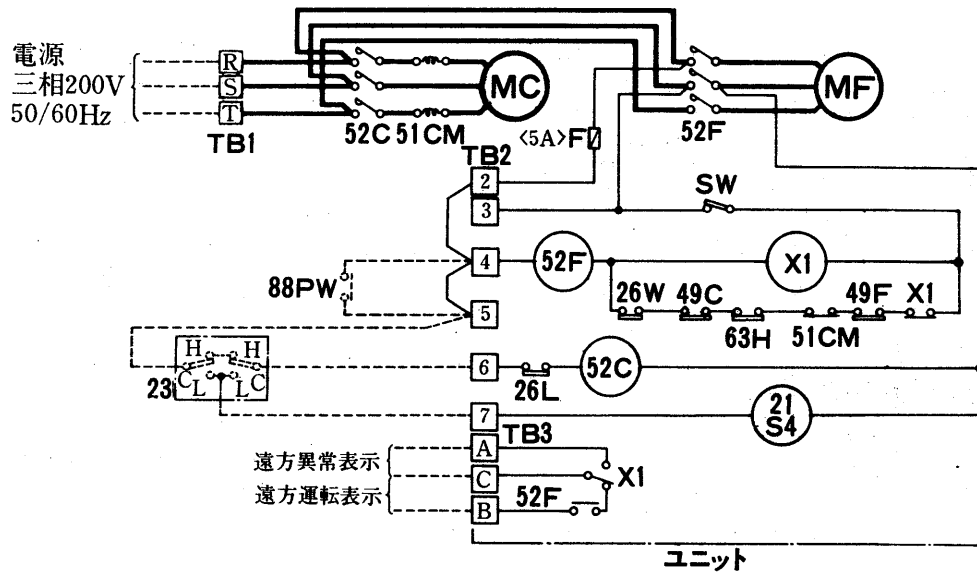 電源
三相200V
50/60Hz
R
S
T
TB1
52C
51CM
MC
MF
52F
<5A>F
TB2
2
3
SW
4
52F
X1
88PW
5
26W
49C
63H
51CM
49F
X1
H
H
C
L
L
C
23
6
26L
52C
7
21
S4
TB3
遠方異常表示
遠方運転表示
A
C
B
X1
52F
ユニット